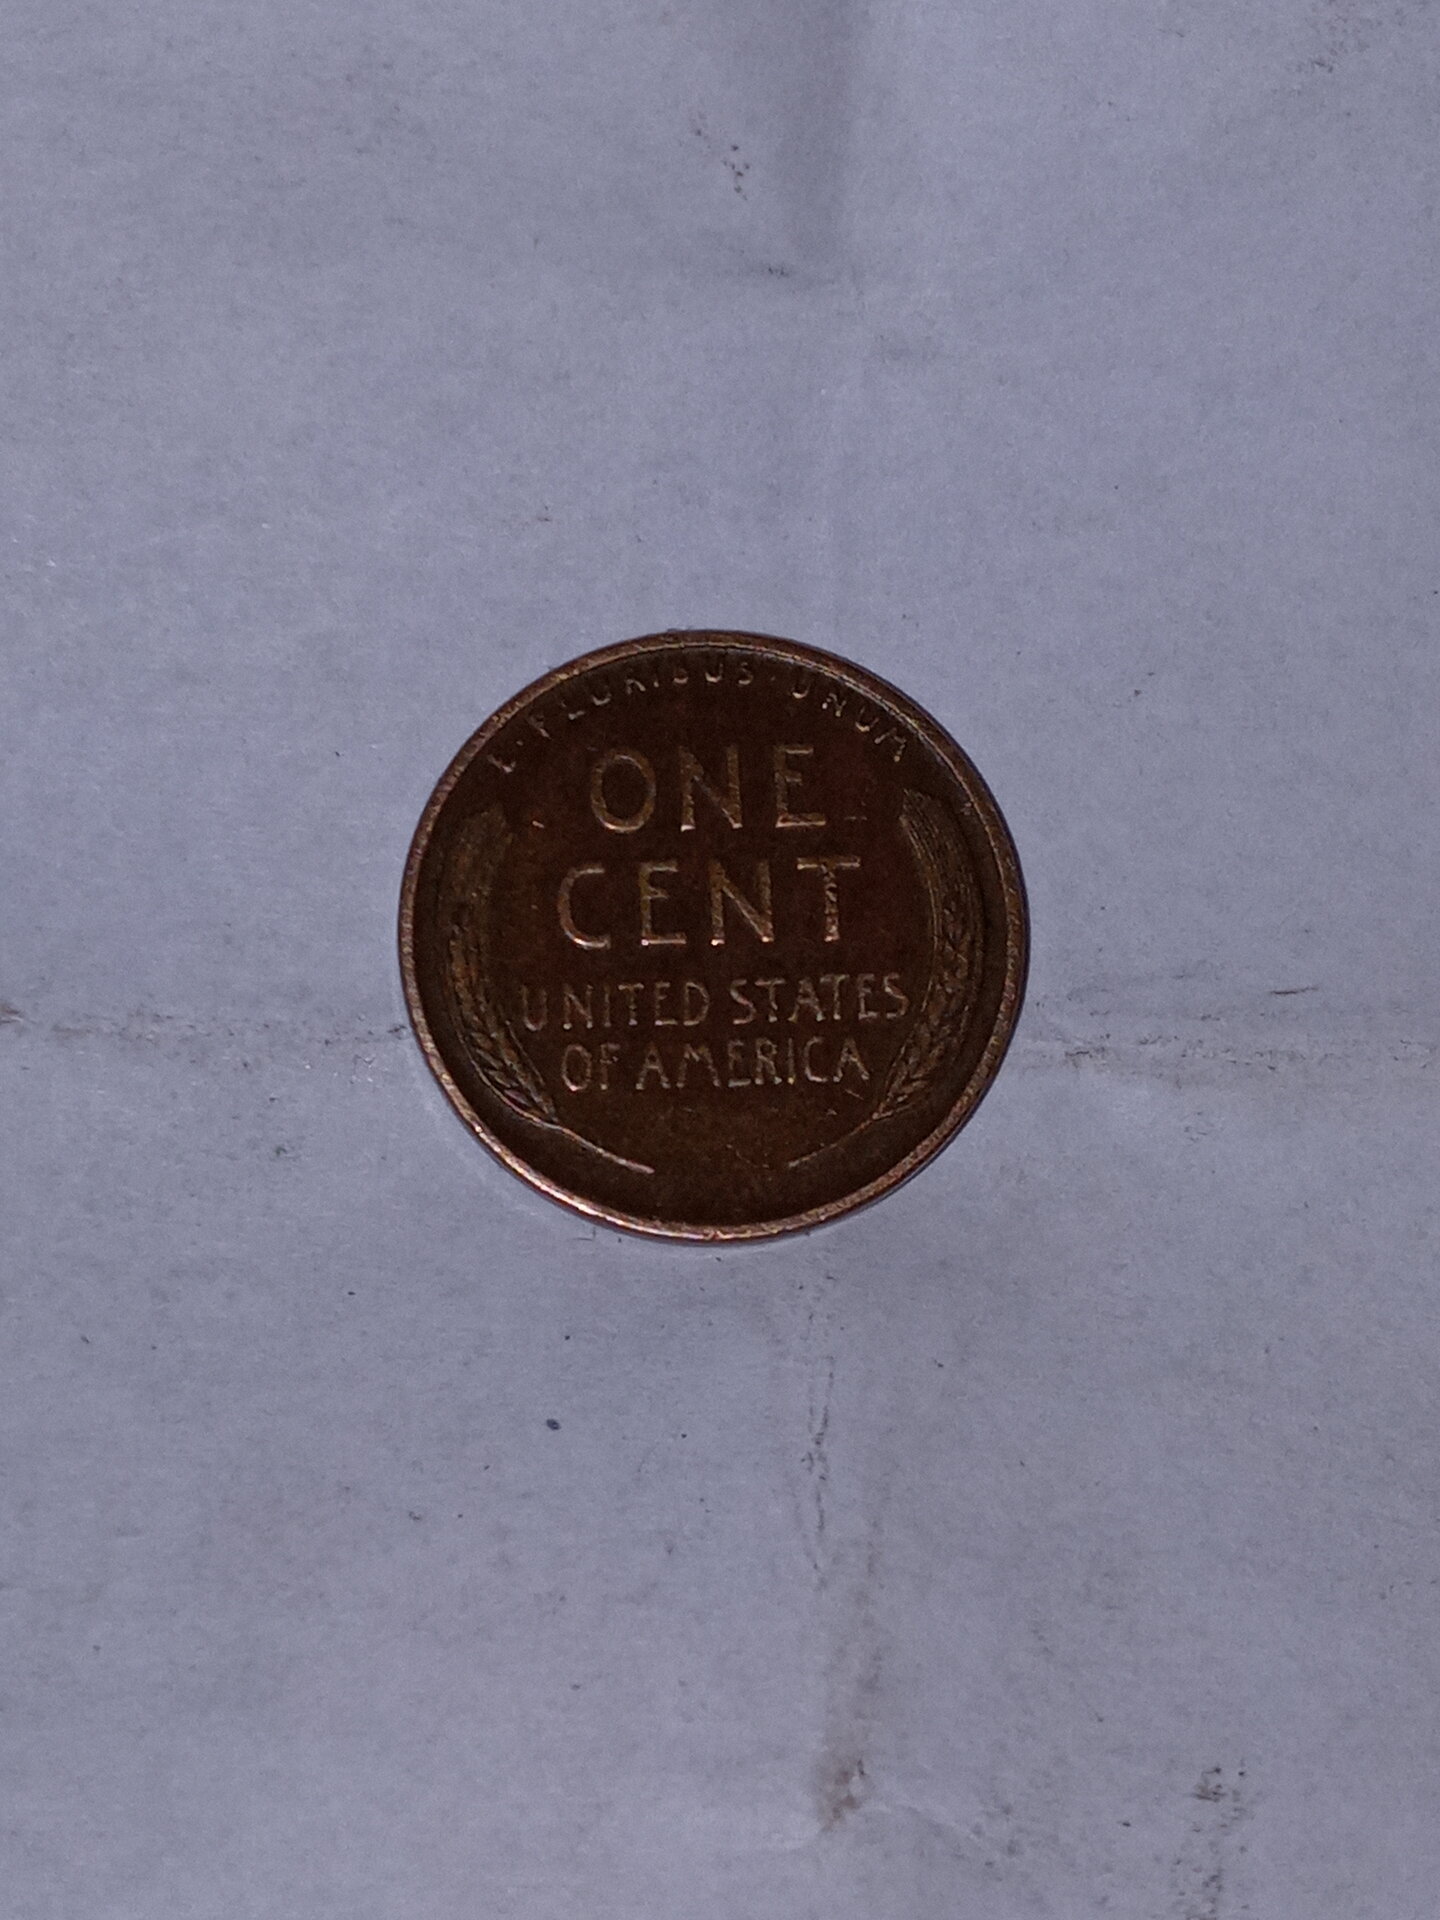 E · PLURIBUS · UNUM
ONE
CENT
UNITED STATES
OF AMERICA